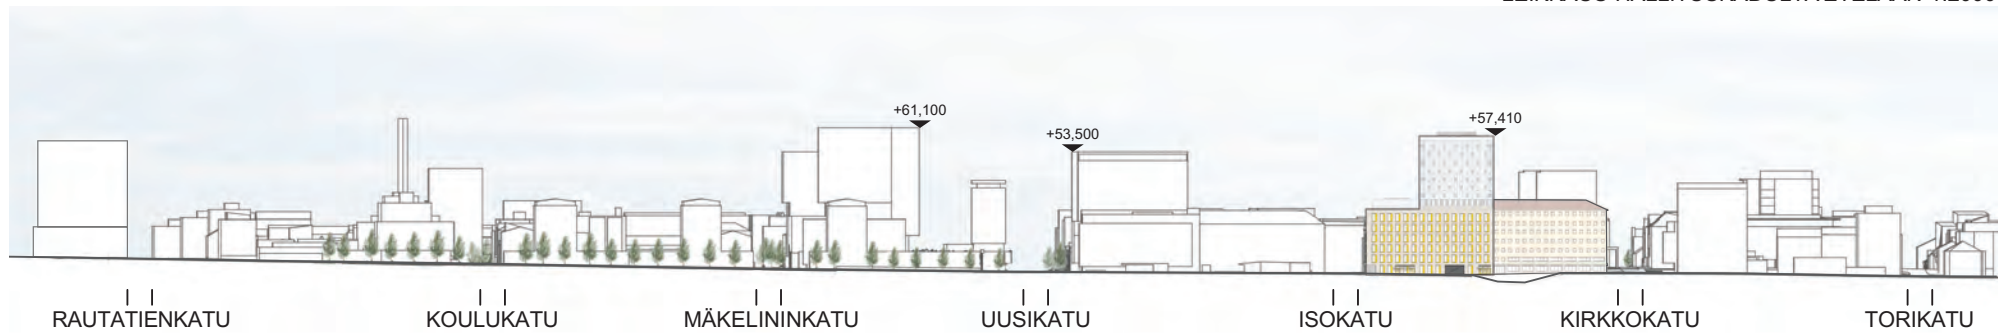 +61,100
+53,500
+57,410
RAUTATIENKATU KOULUKATU MÄKELININKATU UUSIKATU ISOKATU KIRKKOKATU TORIKATU